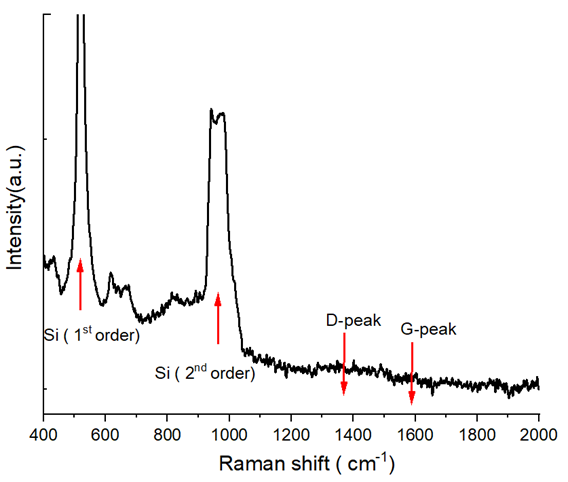 Intensity(a.u.)
Si ( 1st order)
Si ( 2nd order)
D-peak
G-peak
400 600 800 1000 1200 1400 1600 1800 2000
Raman shift ( cm-1)